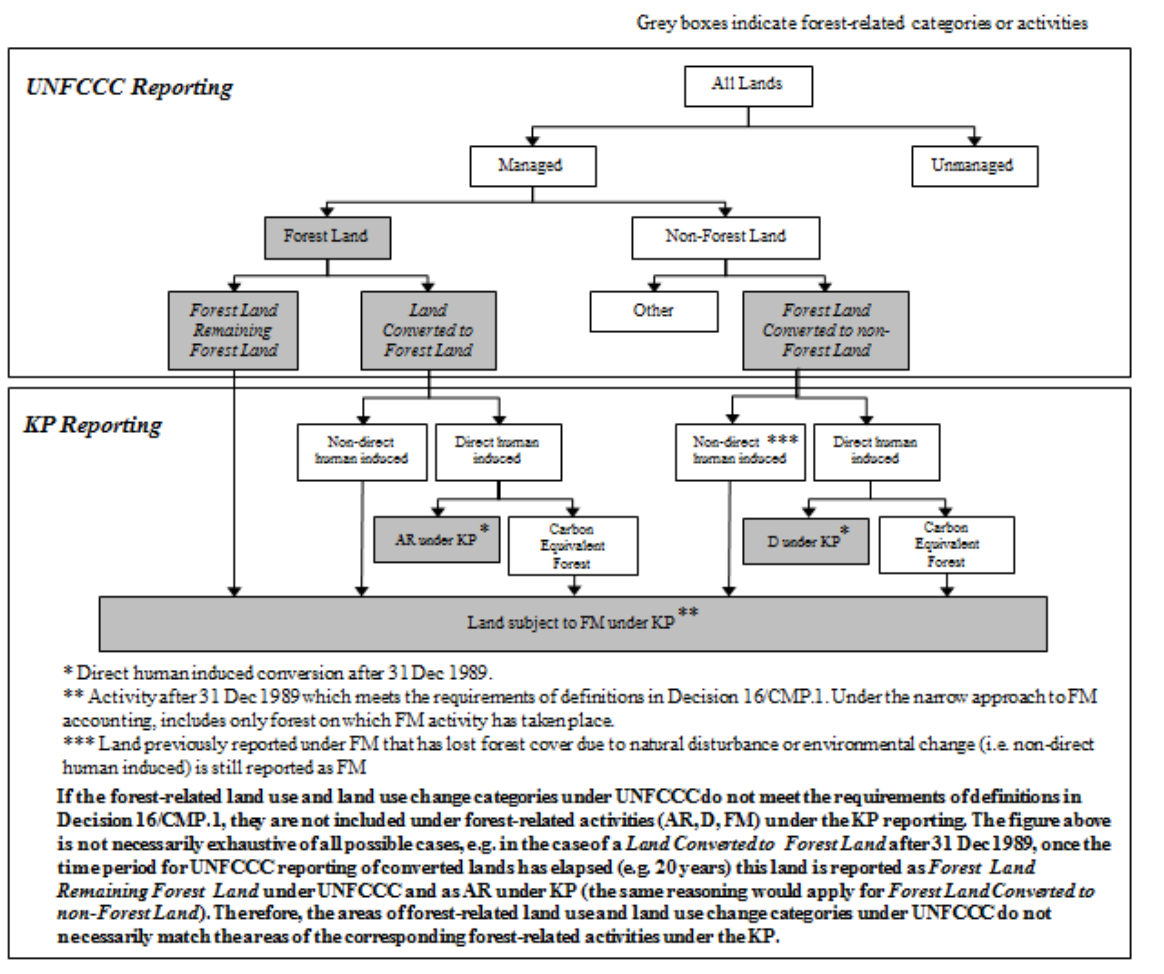 Grey boxes indicate forest-related categories or activities
UNFCCC Reporting
All Lands
Managed
Unmanaged
Forest Land
Non-Forest Land
Forest Land
Remaining
Forest Land
Land
Converted to
Forest Land
Other
Forest Land
Converted to non-
Forest Land
KP Reporting
Non-direct
human induced
Direct human
induced
Non-direct ***
human induced
Direct human
induced
AR under KP *
Carbon
Equivalent
Forest
D under KP *
Carbon
Equivalent
Forest
Land subject to FM under KP **
* Direct human induced conversion after 31 Dec 1989.
** Activity after 31 Dec 1989 which meets the requirements of definitions in Decision 16/CMP.1. Under the narrow approach to FM
accounting, includes only forest on which FM activity has taken place.
*** Land previously reported under FM that has lost forest cover due to natural disturbance or environmental change (i.e. non-direct
human induced) is still reported as FM
If the forest-related land use and land use change categories under UNFCCC do not meet the requirements of definitions in
Decision 16/CMP.1, they are not included under forest-related activities (AR, D, FM) under the KP reporting. The figure above
is not necessarily exhaustive of all possible cases, e.g. in the case of a Land Converted to Forest Land after 31 Dec 1989, once the
time period for UNFCCC reporting of converted lands has elapsed (e.g. 20 years) this land is reported as Forest Land
Remaining Forest Land under UNFCCC and as AR under KP (the same reasoning would apply for Forest Land Converted to
non-Forest Land). Therefore, the areas of forest-related land use and land use change categories under UNFCCC do not
necessarily match the areas of the corresponding forest-related activities under the KP.